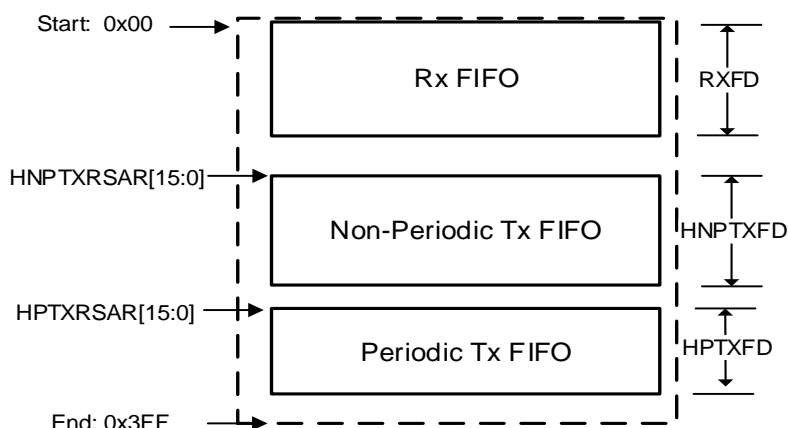 Start: 0x00
Rx FIFO
RXFD
HNPTXRSAR[15:0]
Non-Periodic Tx FIFO
HNPTXFD
HPTXRSAR[15:0]
Periodic Tx FIFO
HPTXFD
End: 0x3FF